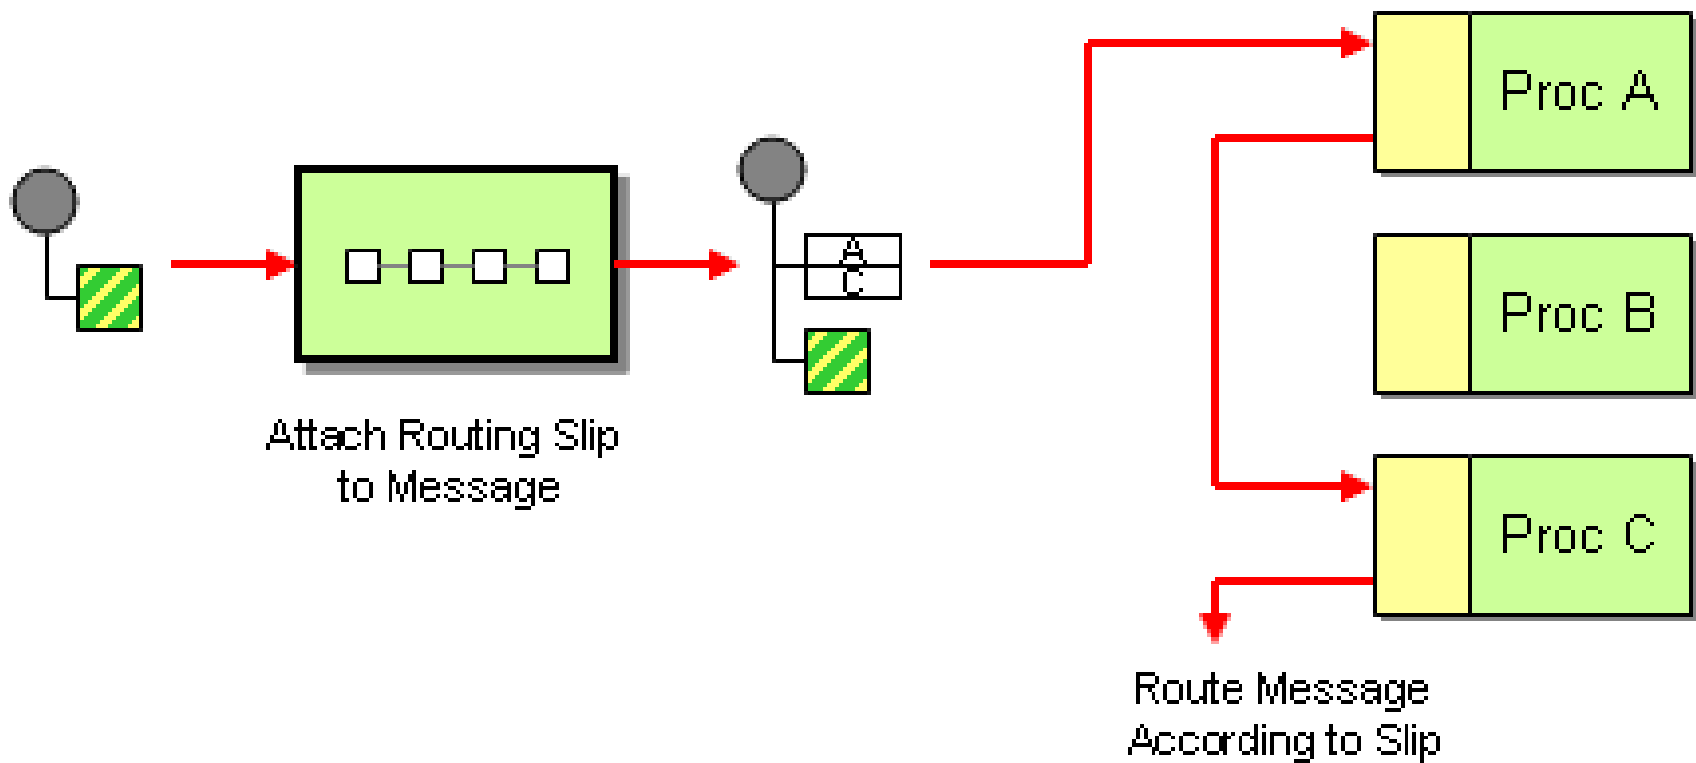 Attach Routing Slip
to Message
A
C
Proc A
Proc B
Proc C
Route Message
According to Slip